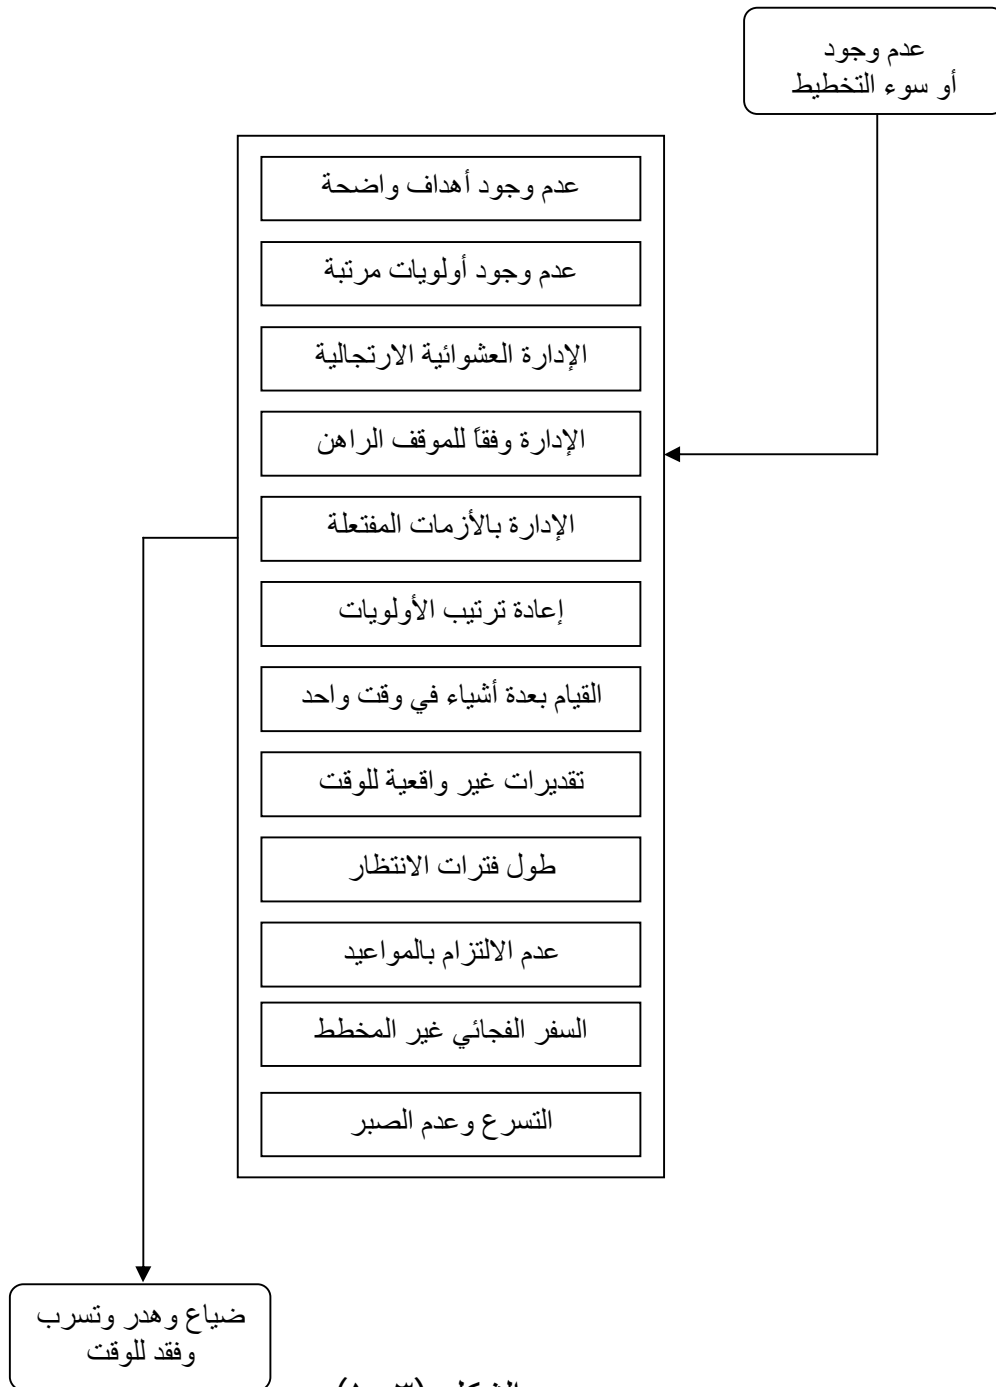 عدم وجود
أو سوء التخطيط
عدم وجود أهداف واضحة
عدم وجود أولويات مرتبة
الإدارة العشوائية الارتجالية
الإدارة وفقاً للموقف الراهن
الإدارة بالأزمات المفتعلة
إعادة ترتيب الأولويات
القيام بعدة أشياء في وقت واحد
تقديرات غير واقعية للوقت
طول فترات الانتظار
عدم الالتزام بالمواعيد
السفر الفجائي غير المخطط
التسرع وعدم الصبر
ضياع وهدر وتسرب
وفقد للوقت